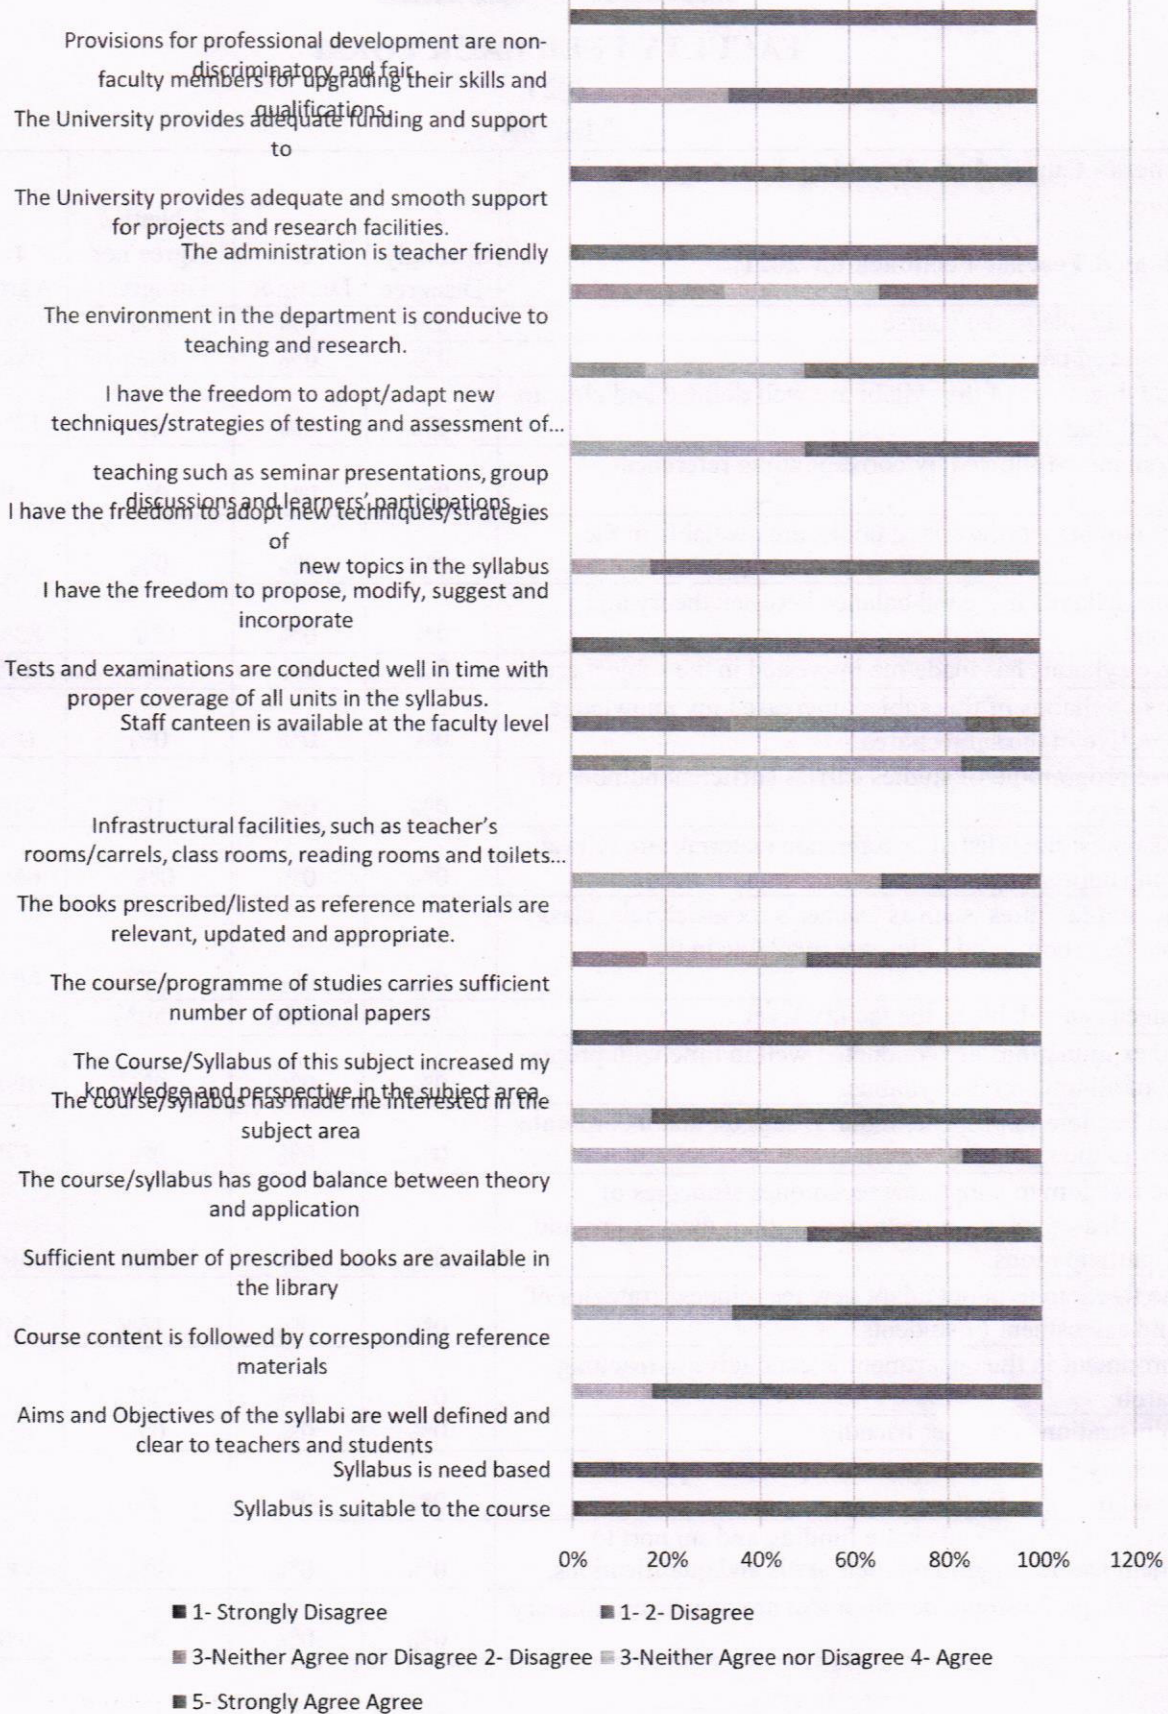 Provisions for professional development are non-
discriminatory and fair.
faculty members for upgrading their skills and
qualifications.
The University provides adequate funding and support
to
The University provides adequate and smooth support
for projects and research facilities.
The administration is teacher friendly
The environment in the department is conducive to
teaching and research.
I have the freedom to adopt/adapt new
techniques/strategies of testing and assessment of...
teaching such as seminar presentations, group
discussions and learners' participations.
I have the freedom to adopt new techniques/strategies
of
new topics in the syllabus
I have the freedom to propose, modify, suggest and
incorporate
Tests and examinations are conducted well in time with
proper coverage of all units in the syllabus.
Staff canteen is available at the faculty level
Infrastructural facilities, such as teacher's
rooms/carrels, class rooms, reading rooms and toilets...
The books prescribed/listed as reference materials are
relevant, updated and appropriate.
The course/programme of studies carries sufficient
number of optional papers
The Course/Syllabus of this subject increased my
knowledge and perspective in the subject area
The course/syllabus has made me interested in the
subject area
The course/syllabus has good balance between theory
and application
Sufficient number of prescribed books are available in
the library
Course content is followed by corresponding reference
materials
Aims and Objectives of the syllabi are well defined and
clear to teachers and students
Syllabus is need based
Syllabus is suitable to the course
0% 20% 40% 60% 80% 100% 120%
1- Strongly Disagree 1- 2- Disagree
3-Neither Agree nor Disagree 2- Disagree 3-Neither Agree nor Disagree 4- Agree
5- Strongly Agree Agree